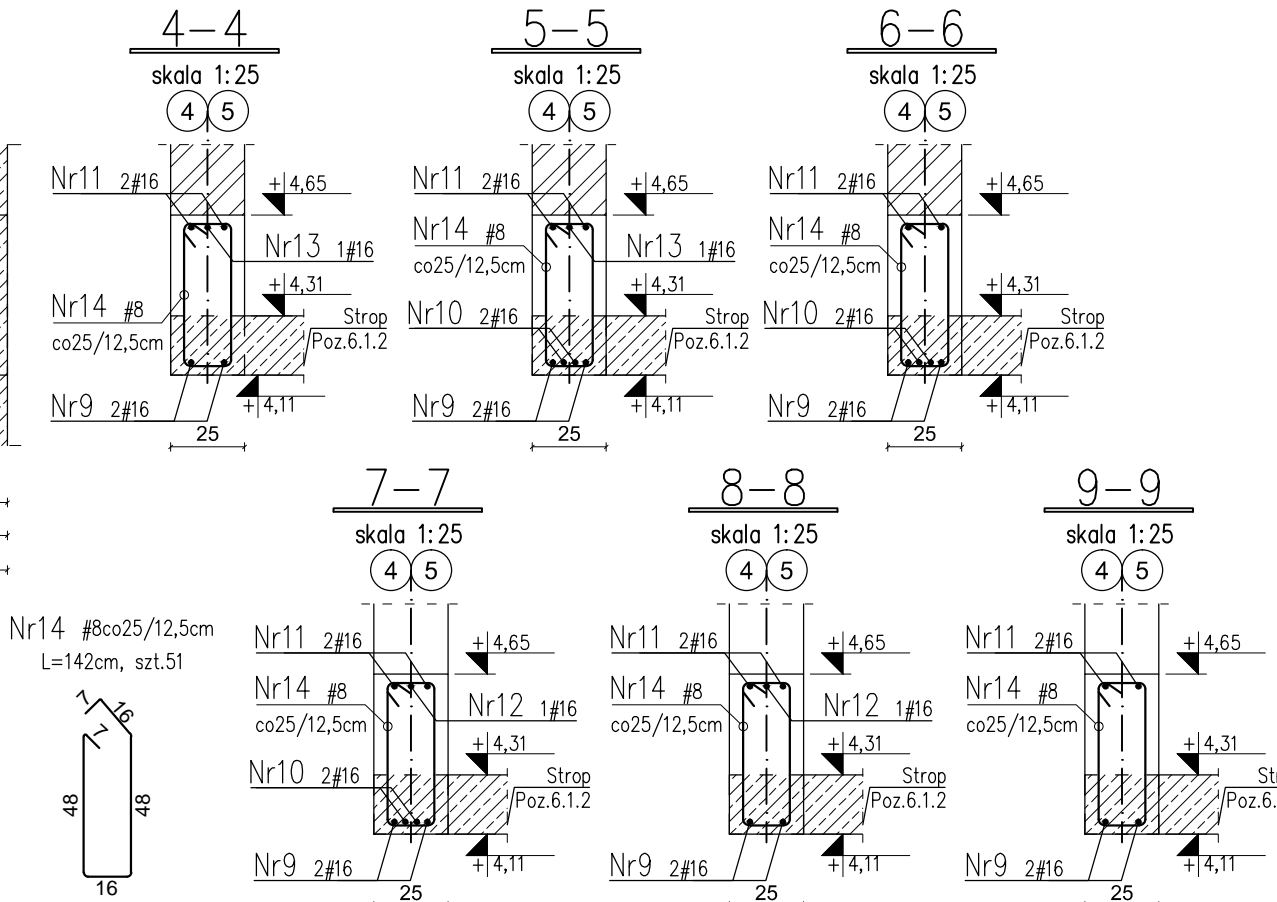 4-4
skala 1:25
4 5
Nr11 2#16
+4,65
Nr13 1#16
+4,31
Nr14 #8
co25/12,5cm
Strop
Poz.6.1.2
Nr9 2#16
+4,11
25
5-5
skala 1:25
4 5
Nr11 2#16
+4,65
Nr14 #8
co25/12,5cm
Nr13 1#16
+4,31
Nr10 2#16
Strop
Poz.6.1.2
Nr9 2#16
+4,11
25
6-6
skala 1:25
4 5
Nr11 2#16
+4,65
Nr14 #8
co25/12,5cm
+4,31
Nr10 2#16
Strop
Poz.6.1.2
Nr9 2#16
+4,11
25
Nr14 #8co25/12,5cm
L=142cm, szt.51
7
16
7
48
48
16
7-7
skala 1:25
4 5
Nr11 2#16
+4,65
Nr14 #8
co25/12,5cm
Nr12 1#16
+4,31
Nr10 2#16
Strop
Poz.6.1.2
Nr9 2#16
+4,11
25
8-8
skala 1:25
4 5
Nr11 2#16
+4,65
Nr14 #8
co25/12,5cm
Nr12 1#16
+4,31
Strop
Poz.6.1.2
Nr9 2#16
+4,11
25
9-9
skala 1:25
4 5
Nr11 2#16
+4,65
Nr14 #8
co25/12,5cm
+4,31
Poz.6.
Nr9 2#16
+4,11
25